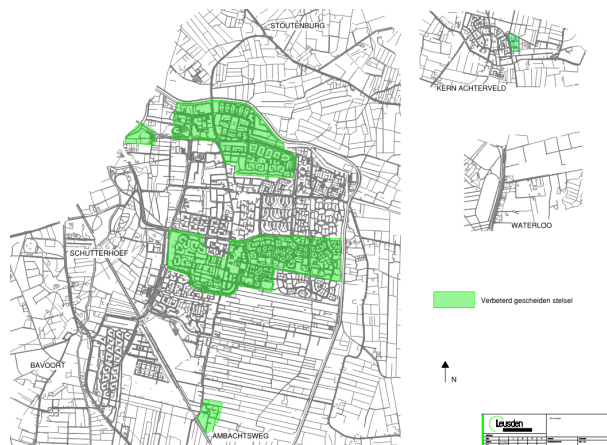 STOUTENBURG
KERN ACHTERVELD
WATERLOO
SCHUTTERHOEF
Verbeterd gescheiden stelsel
N
BAVOORT
AMBACHTSWEG
Leusden